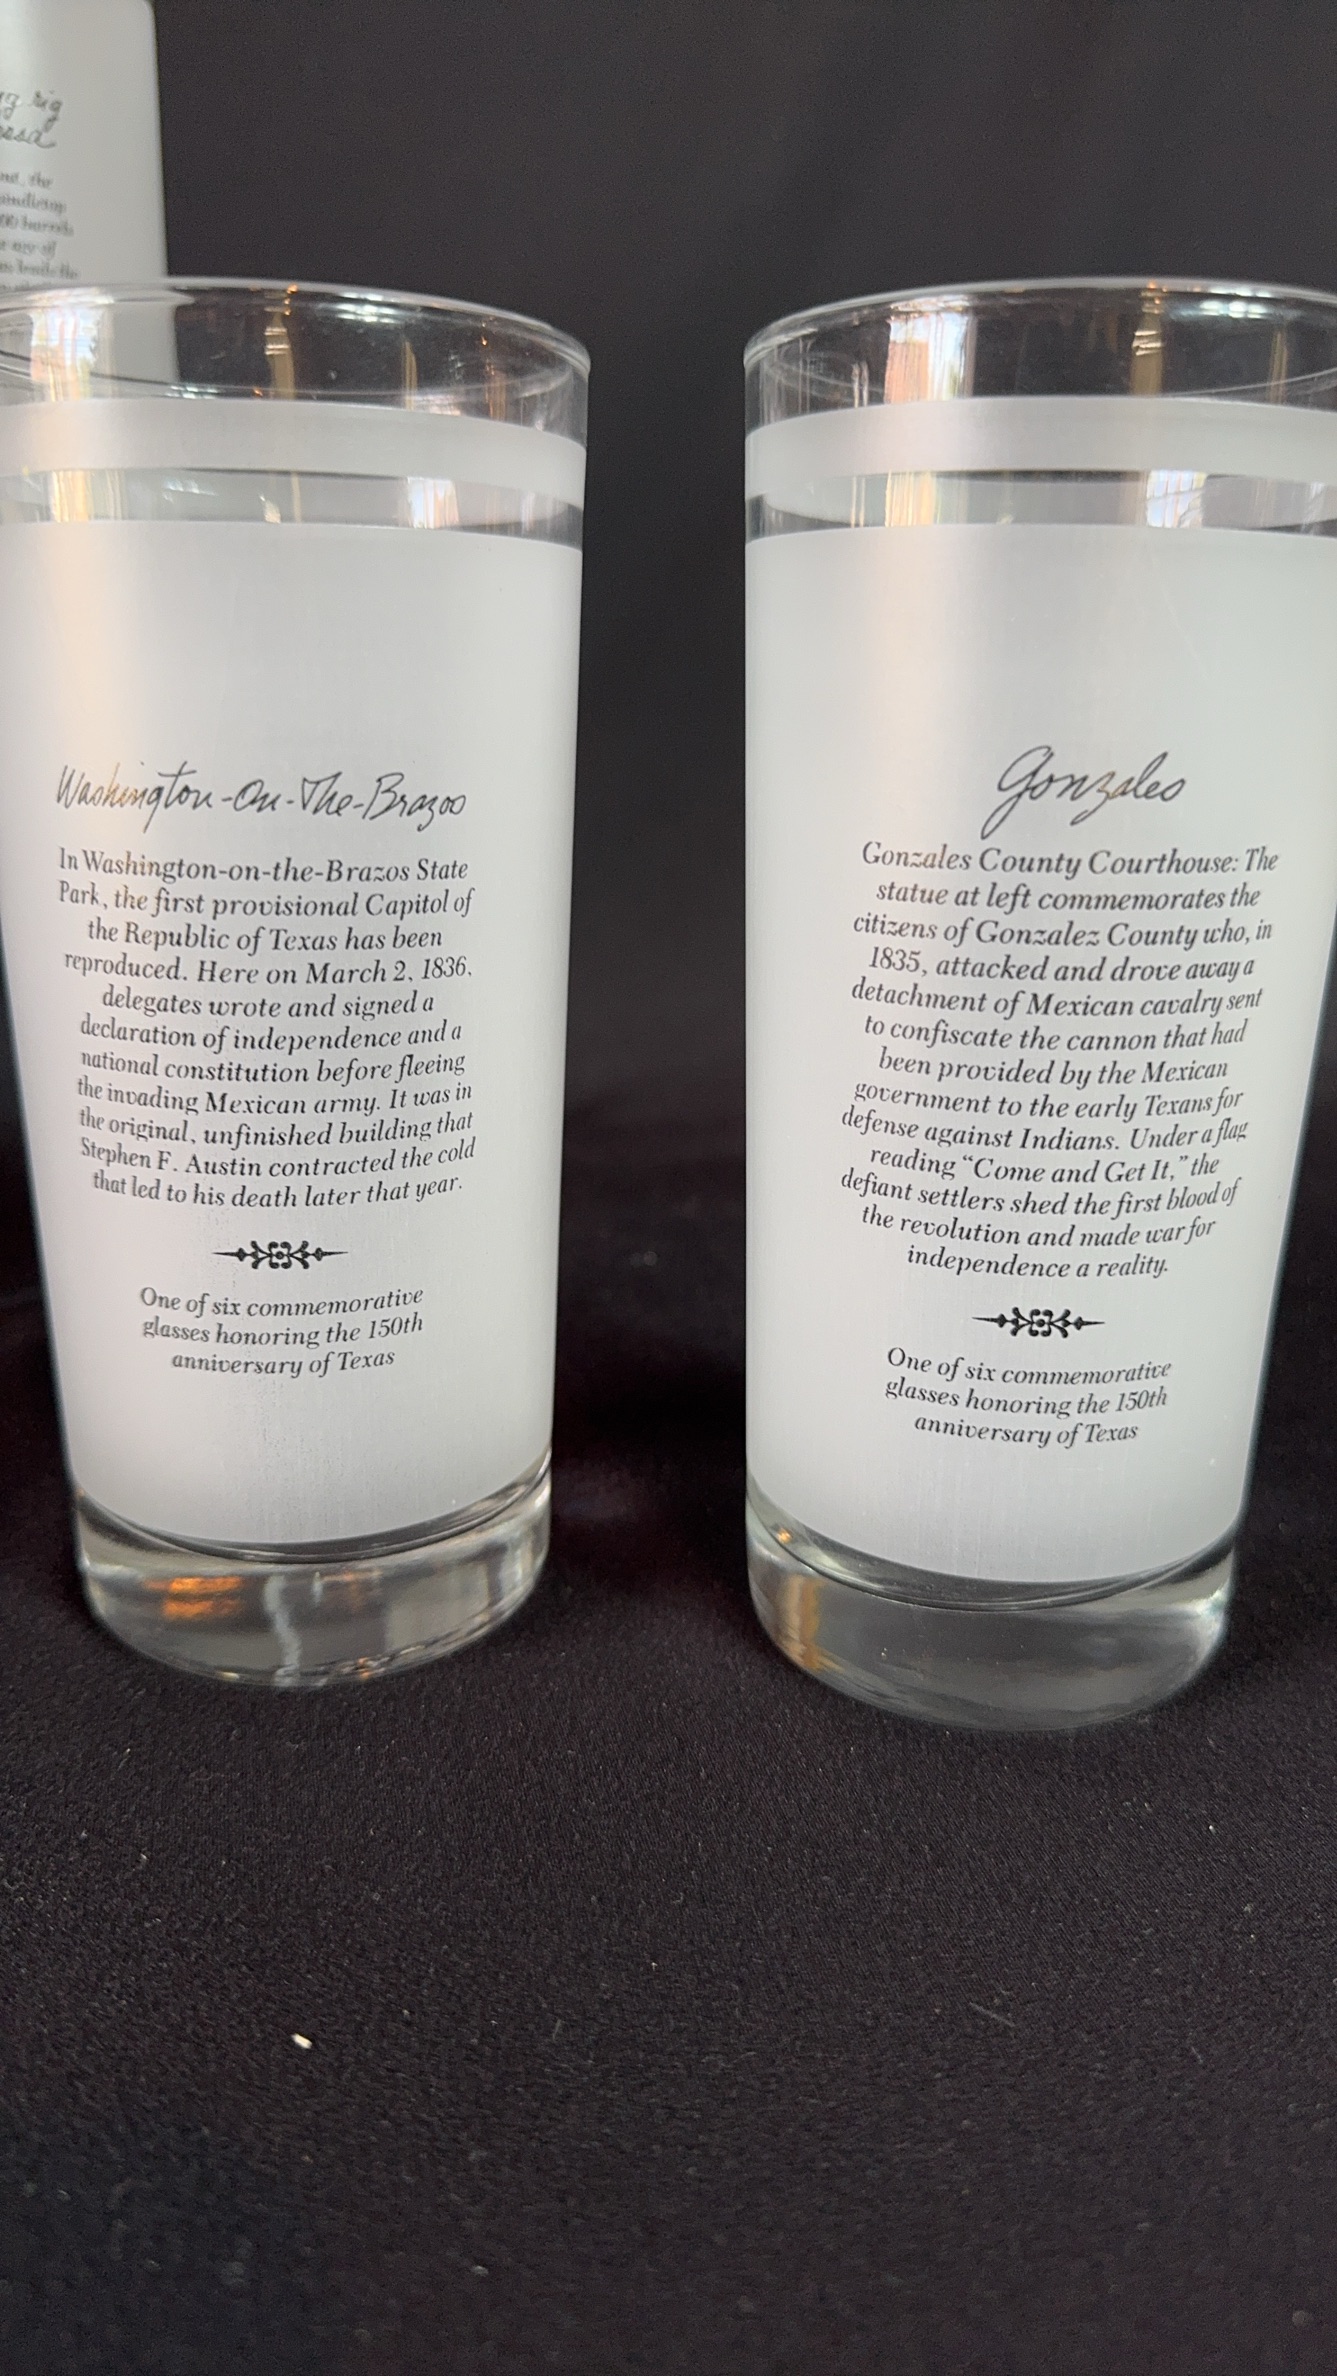 rig
the
barrels
of
the
Washington-On-The-Brazos
In Washington-on-the-Brazos State
Park, the first provisional Capitol of
the Republic of Texas has been
reproduced. Here on March 2, 1836,
delegates wrote and signed a
declaration of independence and a
national constitution before fleeing
the invading Mexican army. It was in
the original, unfinished building that
Stephen F. Austin contracted the cold
that led to his death later that year.
One of six commemorative
glasses honoring the 150th
anniversary of Texas
Gonzales
Gonzales County Courthouse: The
statue at left commemorates the
citizens of Gonzalez County who, in
1835, attacked and drove away a
detachment of Mexican cavalry sent
to confiscate the cannon that had
been provided by the Mexican
government to the early Texans for
defense against Indians. Under a flag
reading “Come and Get It,” the
defiant settlers shed the first blood of
the revolution and made war for
independence a reality.
One of six commemorative
glasses honoring the 150th
anniversary of Texas